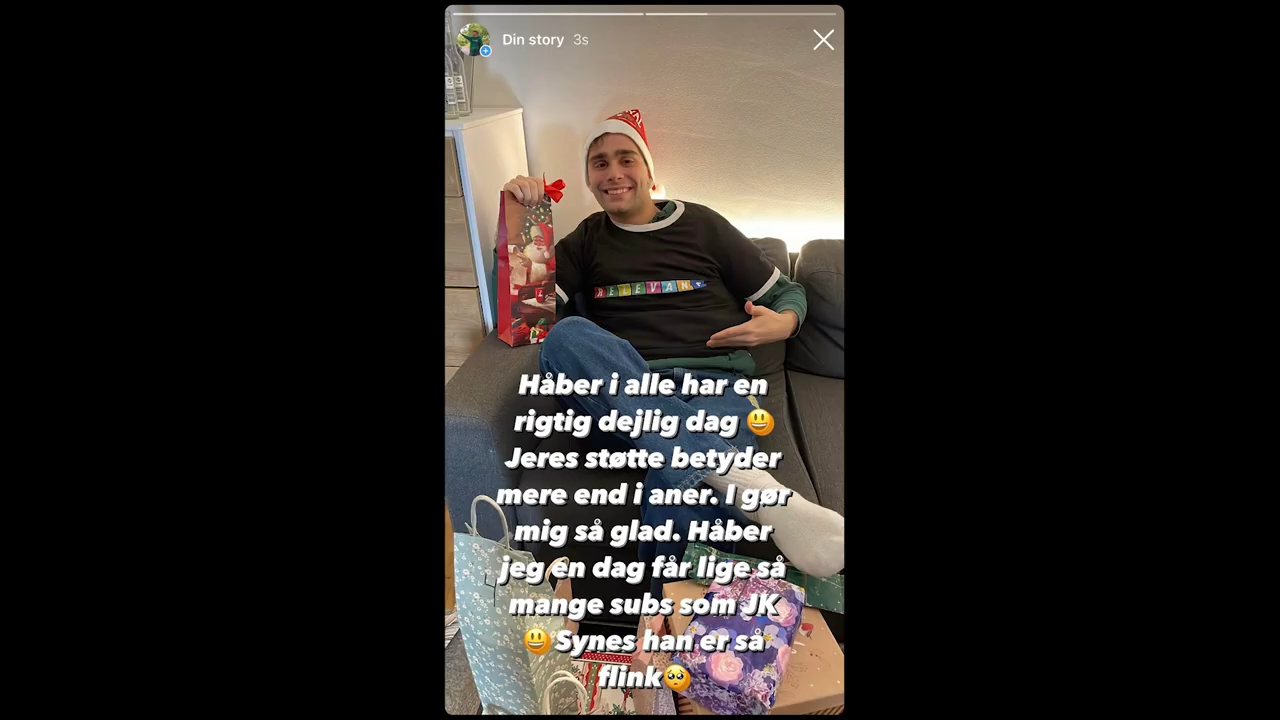 Din story 3s
RELEVANT
Håber i alle har en
rigtig dejlig dag 😃
Jeres støtte betyder
mere end i aner. I gør
mig så glad. Håber
jeg en dag får lige så
mange subs som JK
😃Synes han er så
flink🥺